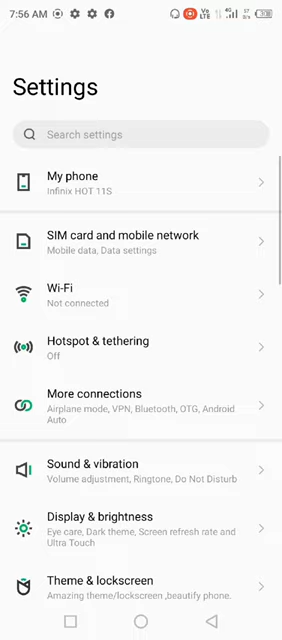 7:56 AM
Vo
LTE
4G
Settings
Search settings
My phone
Infinix HOT 11S
SIM card and mobile network
Mobile data, Data settings
Wi-Fi
Not connected
Hotspot & tethering
Off
More connections
Airplane mode, VPN, Bluetooth, OTG, Android
Auto
Sound & vibration
Volume adjustment, Ringtone, Do Not Disturb
Display & brightness
Eye care, Dark theme, Screen refresh rate and
Ultra Touch
Theme & lockscreen
Amazing theme/lockscreen ,beautify phone.